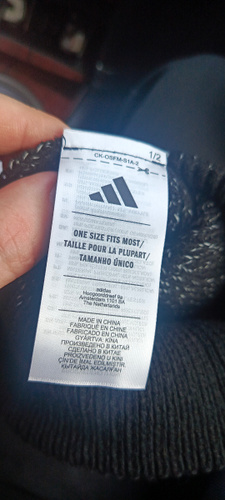 1/2
CK-OSFM-S1A-2
ONE SIZE FITS MOST/
TAILLE POUR LA PLUPART/
TAMANHO ÚNICO
adidas
Hoogoorddreef 9a
Amsterdam 1101 BA
The Netherlands
MADE IN CHINA
FABRIQUÉ EN CHINE
FABRICADO EN CHINA
GYÁRTVA: KÍNA
ПРОИЗВЕДЕНО В КИТАЙ
СДЕЛАНО В КИТАЕ
PROIZVEDENO U KINI
ÇİN'DE İMAL EDİLMİŞTİR.
ҚЫТАЙДА ЖАСАЛҒАН